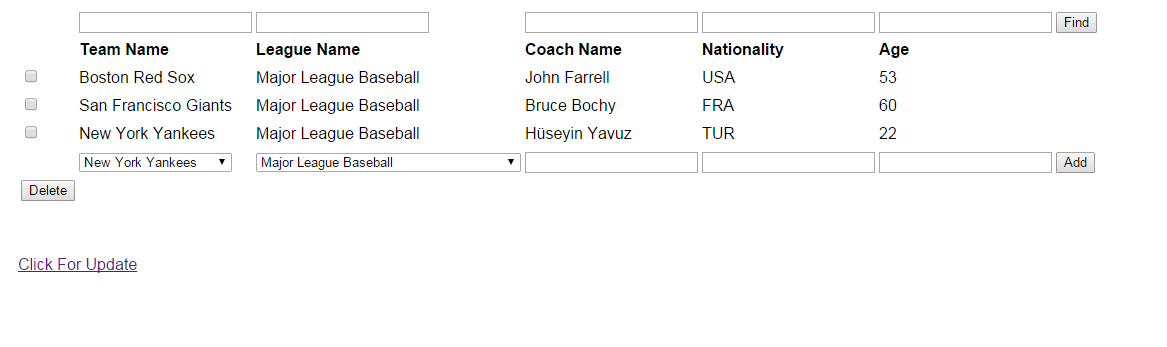 Find
Team Name League Name Coach Name Nationality Age
Boston Red Sox Major League Baseball John Farrell USA 53
San Francisco Giants Major League Baseball Bruce Bochy FRA 60
New York Yankees Major League Baseball Hüseyin Yavuz TUR 22
New York Yankees Major League Baseball Add
Delete
Click For Update